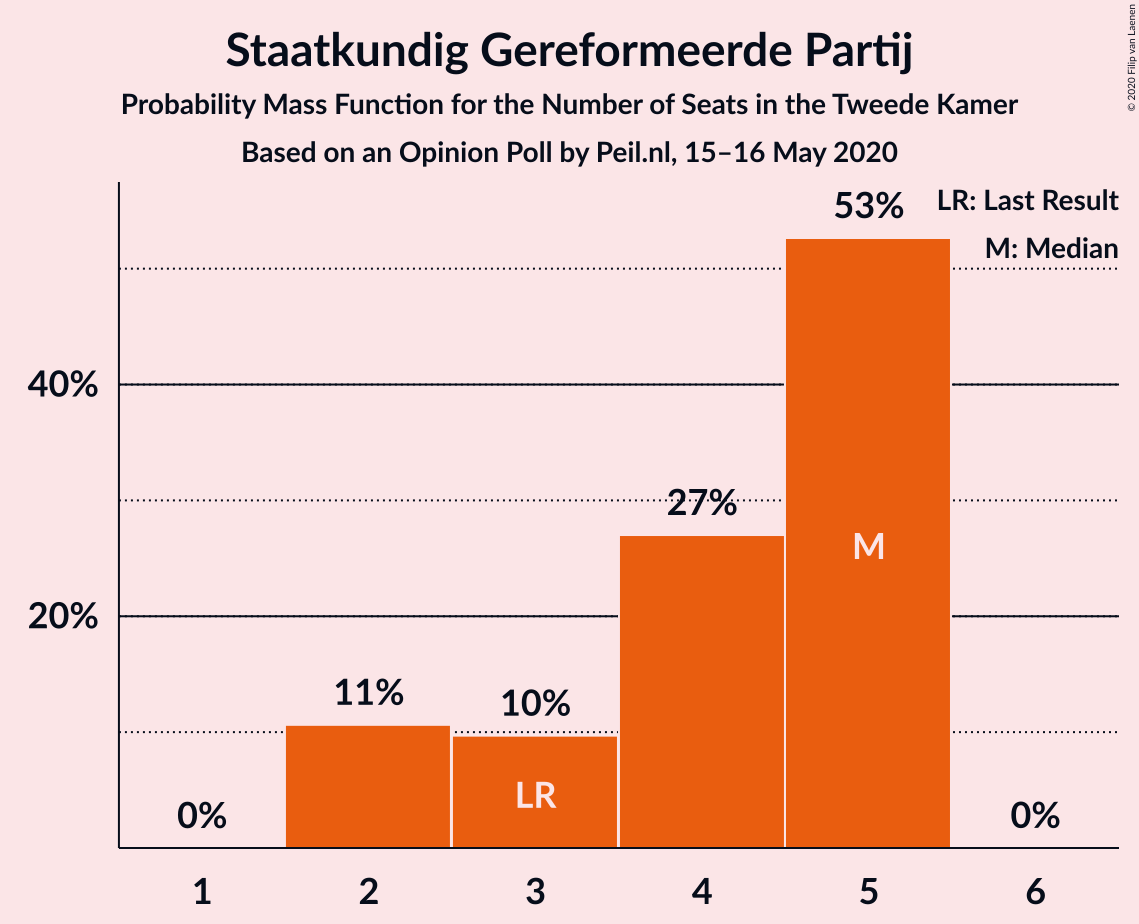 Staatkundig Gereformeerde Partij
Probability Mass Function for the Number of Seats in the Tweede Kamer
Based on an Opinion Poll by Peil.nl, 15–16 May 2020
© 2020 Filip van Laenen
LR: Last Result
M: Median
53%
40%
27%
M
20%
11%
10%
LR
0%
0%
1 2 3 4 5 6